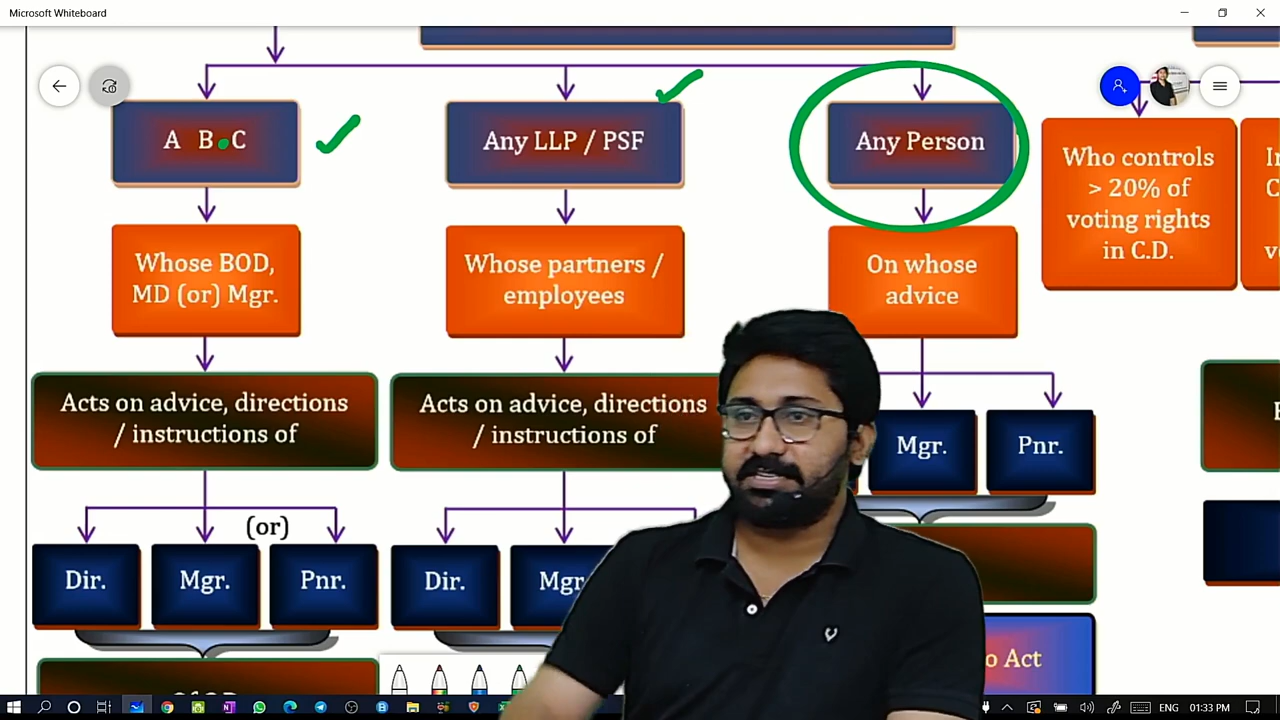 Microsoft Whiteboard
A B C
Any LLP / PSF
Any Person
Who controls
> 20% of
voting rights
in C.D.
Whose BOD,
MD (or) Mgr.
Whose partners /
employees
On whose
advice
Acts on advice, directions
/ instructions of
Acts on advice, directions
/ instructions of
Mgr.
Pnr.
(or)
Dir.
Mgr.
Pnr.
Dir.
Mgr
Act
ENG
01:33 PM